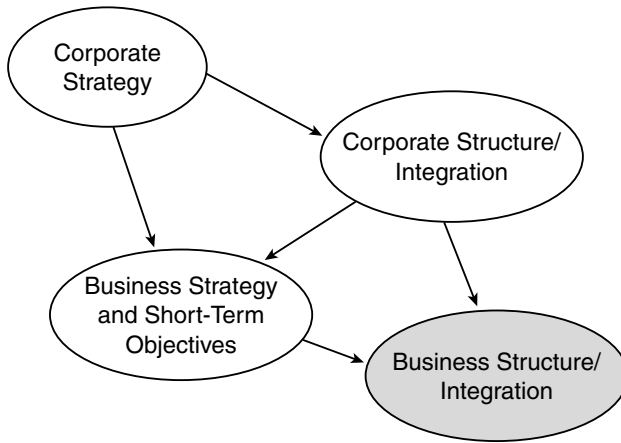 Corporate
Strategy
Corporate Structure/
Integration
Business Strategy
and Short-Term
Objectives
Business Structure/
Integration